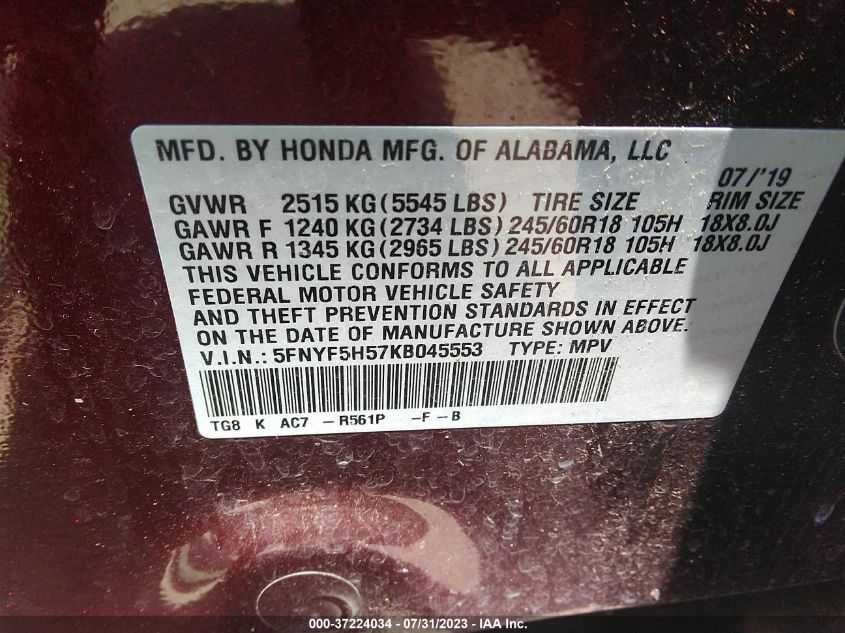 MFD. BY HONDA MFG. OF ALABAMA, LLC
07/'19
GVWR 2515 KG (5545 LBS) TIRE SIZE RIM SIZE
GAWR F 1240 KG (2734 LBS) 245/60R18 105H 18X8.0J
GAWR R 1345 KG (2965 LBS) 245/60R18 105H 18X8.0J
THIS VEHICLE CONFORMS TO ALL APPLICABLE
FEDERAL MOTOR VEHICLE SAFETY
AND THEFT PREVENTION STANDARDS IN EFFECT
ON THE DATE OF MANUFACTURE SHOWN ABOVE.
V.I.N.: 5FNYF5H57KB045553 TYPE: MPV
TG8 K AC7 -R561P -F-B
000-37224034 - 07/31/2023 - IAA Inc.